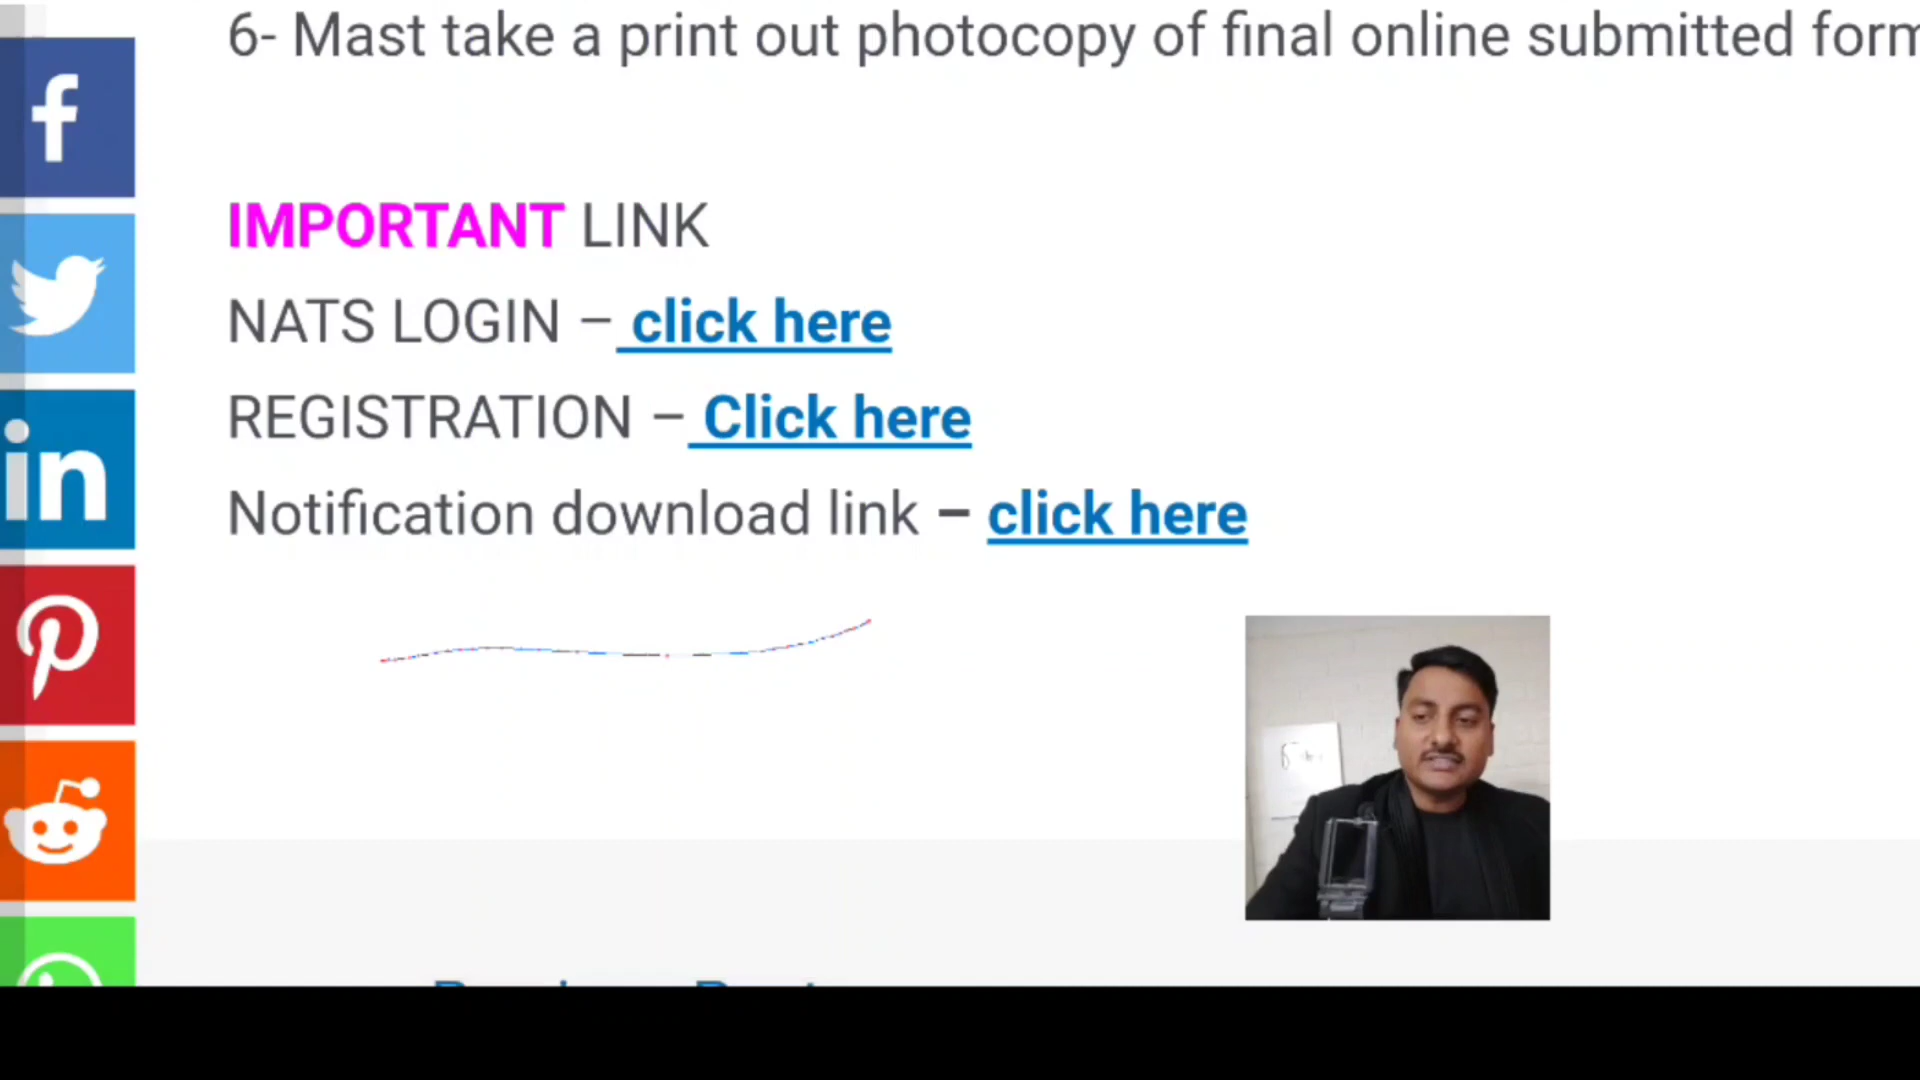 6- Mast take a print out photocopy of final online submitted form
IMPORTANT LINK
NATS LOGIN – click here
REGISTRATION – Click here
Notification download link – click here